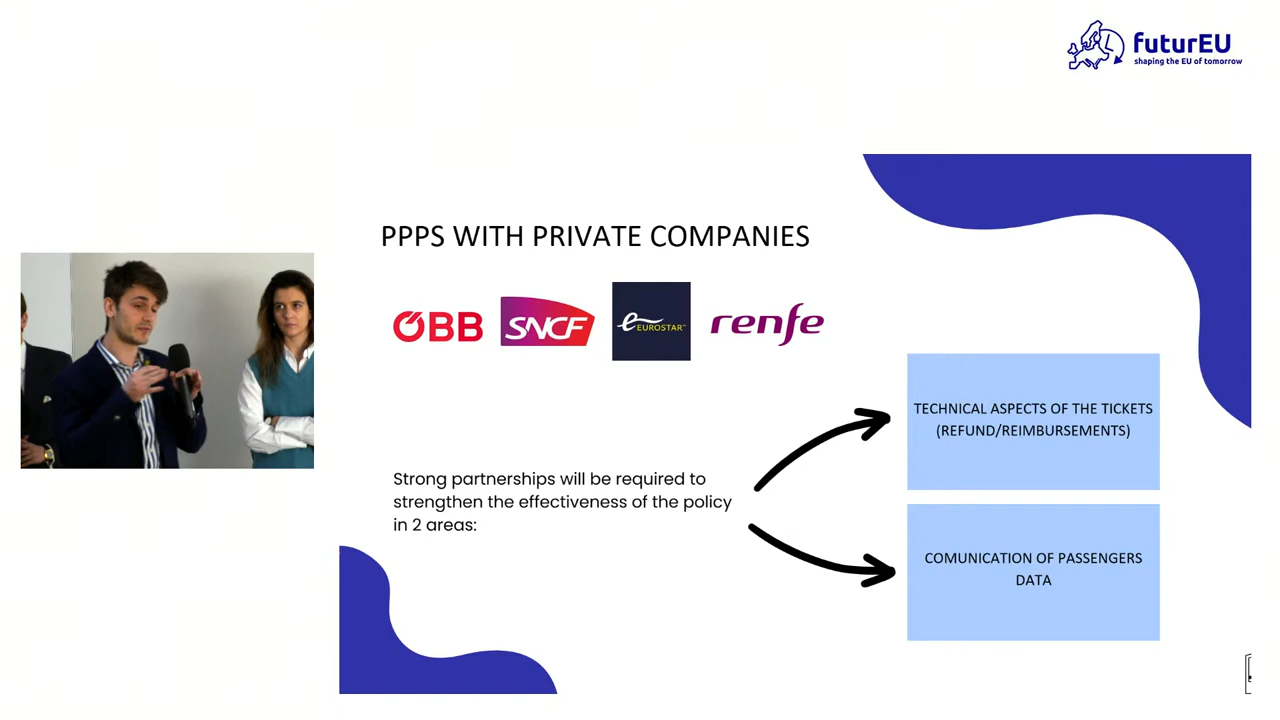 futurEU
shaping the EU of tomorrow
PPPS WITH PRIVATE COMPANIES
ÖBB
SNCF
e EUROSTAR™
renfe
TECHNICAL ASPECTS OF THE TICKETS
(REFUND/REIMBURSEMENTS)
Strong partnerships will be required to
strengthen the effectiveness of the policy
in 2 areas:
COMUNICATION OF PASSENGERS
DATA